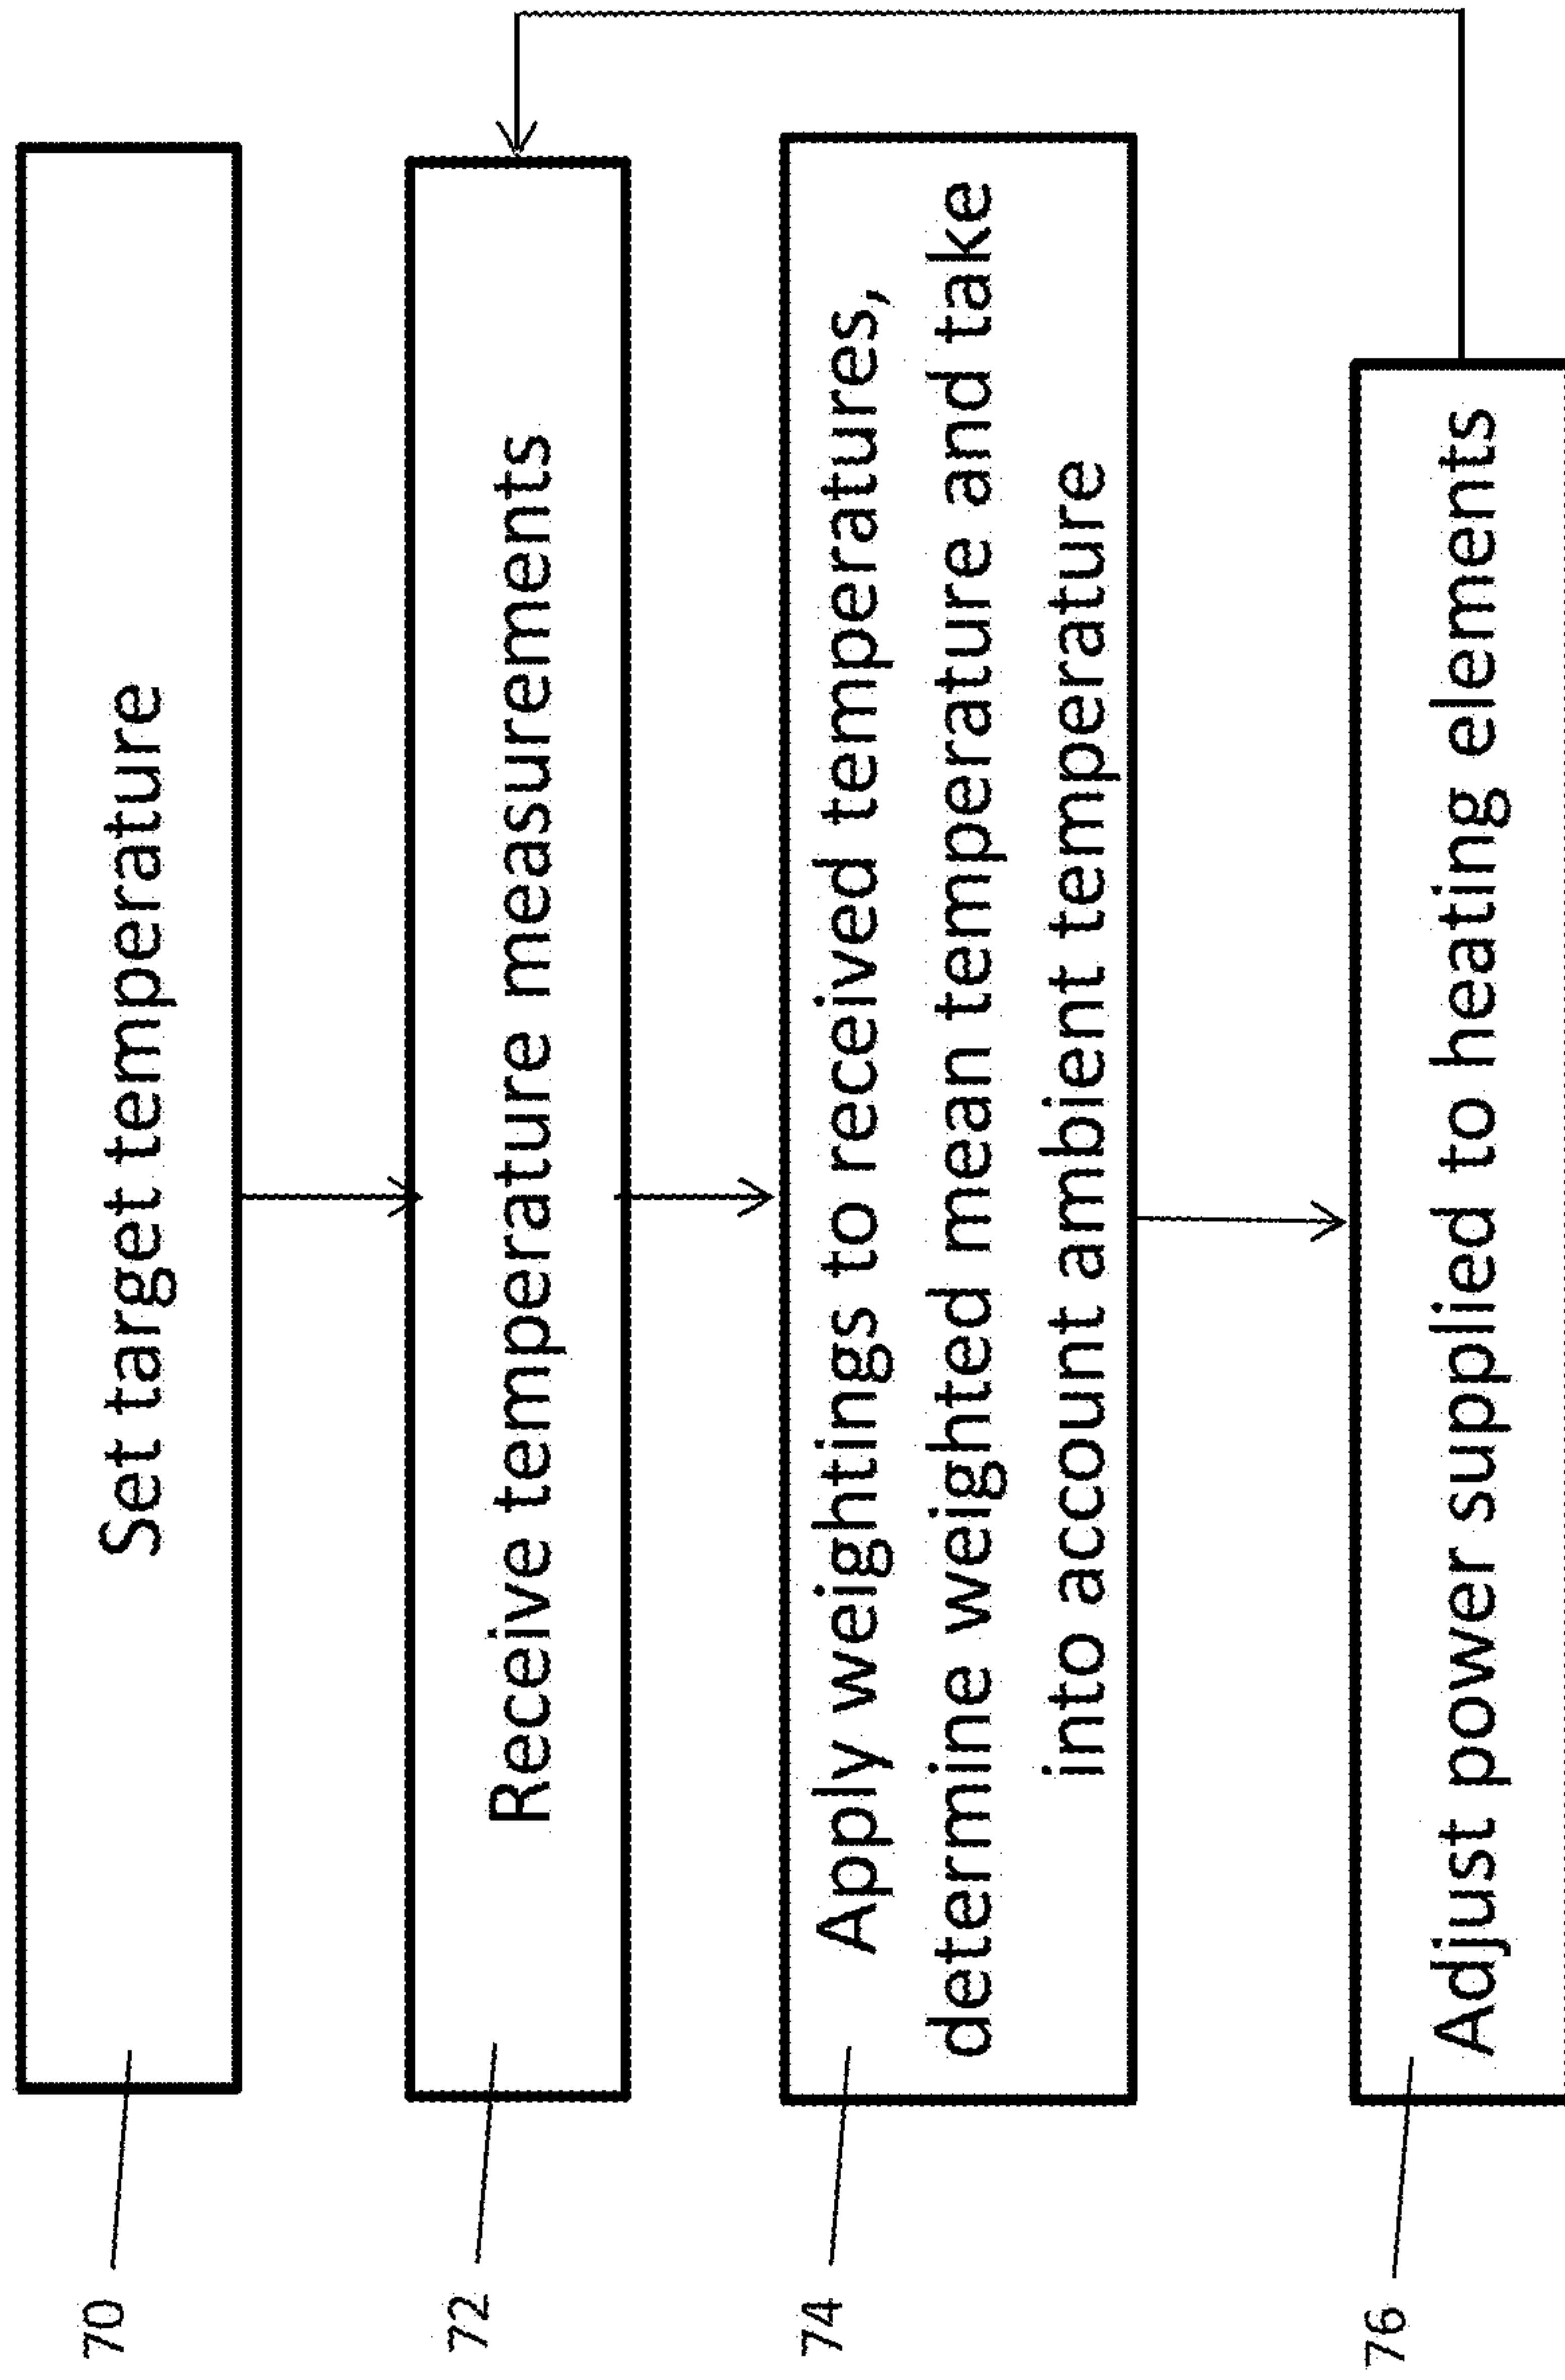 70
Set target temperature
72
Receive temperature measurements
74
Apply weightings to received temperatures,
determine weighted mean temperature and take
into account ambient temperature
76
Adjust power supplied to heating elements